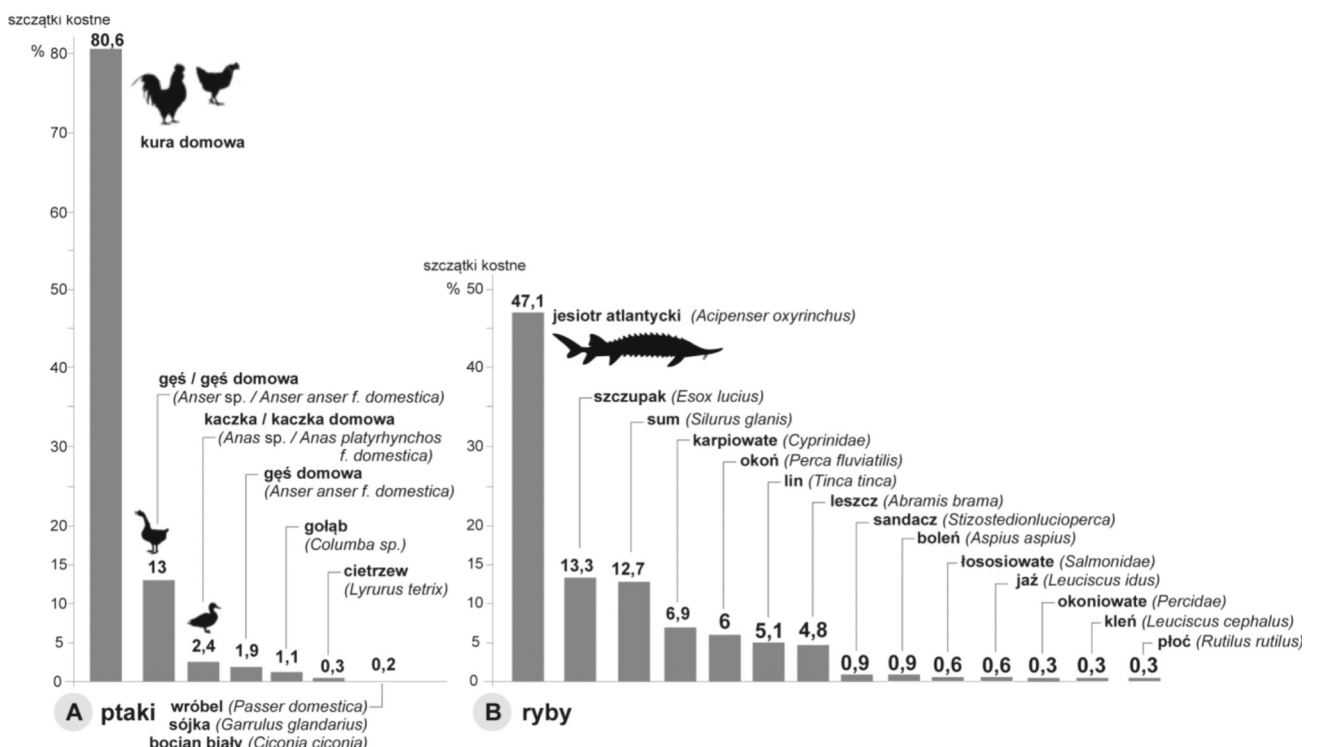 szczątki kostne
% 80
80,6
kura domowa
70
60
50
40
gęś / gęś domowa
(Anser sp. / Anser anser f. domestica)
kaczka / kaczka domowa
(Anas sp. / Anas platyrhynchos
f. domestica)
30
gęś domowa
(Anser anser f. domestica)
20
gołąb
(Columba sp.)
15
13
cietrzew
(Lyrurus tetrix)
10
5
2,4
1,9
1,1
0,3
0,2
0
A ptaki
wróbel (Passer domestica)
sójka (Garrulus glandarius)
bocian biały (Ciconia ciconia)
szczątki kostne
% 50
47,1
jesiotr atlantycki (Acipenser oxyrinchus)
40
szczupak (Esox lucius)
sum (Silurus glanis)
karpiowate (Cyprinidae)
30
okoń (Perca fluviatilis)
lin (Tinca tinca)
leszcz (Abramis brama)
sandacz (Stizostedionlucioperca)
20
boleń (Aspius aspius)
łososiowate (Salmonidae)
15
13,3
12,7
jaź (Leuciscus idus)
okoniowate (Percidae)
10
kleń (Leuciscus cephalus)
płoć (Rutilus rutilus)
5
6,9
6
5,1
4,8
0,9
0,9
0,6
0,6
0,3
0,3
0,3
0
B ryby